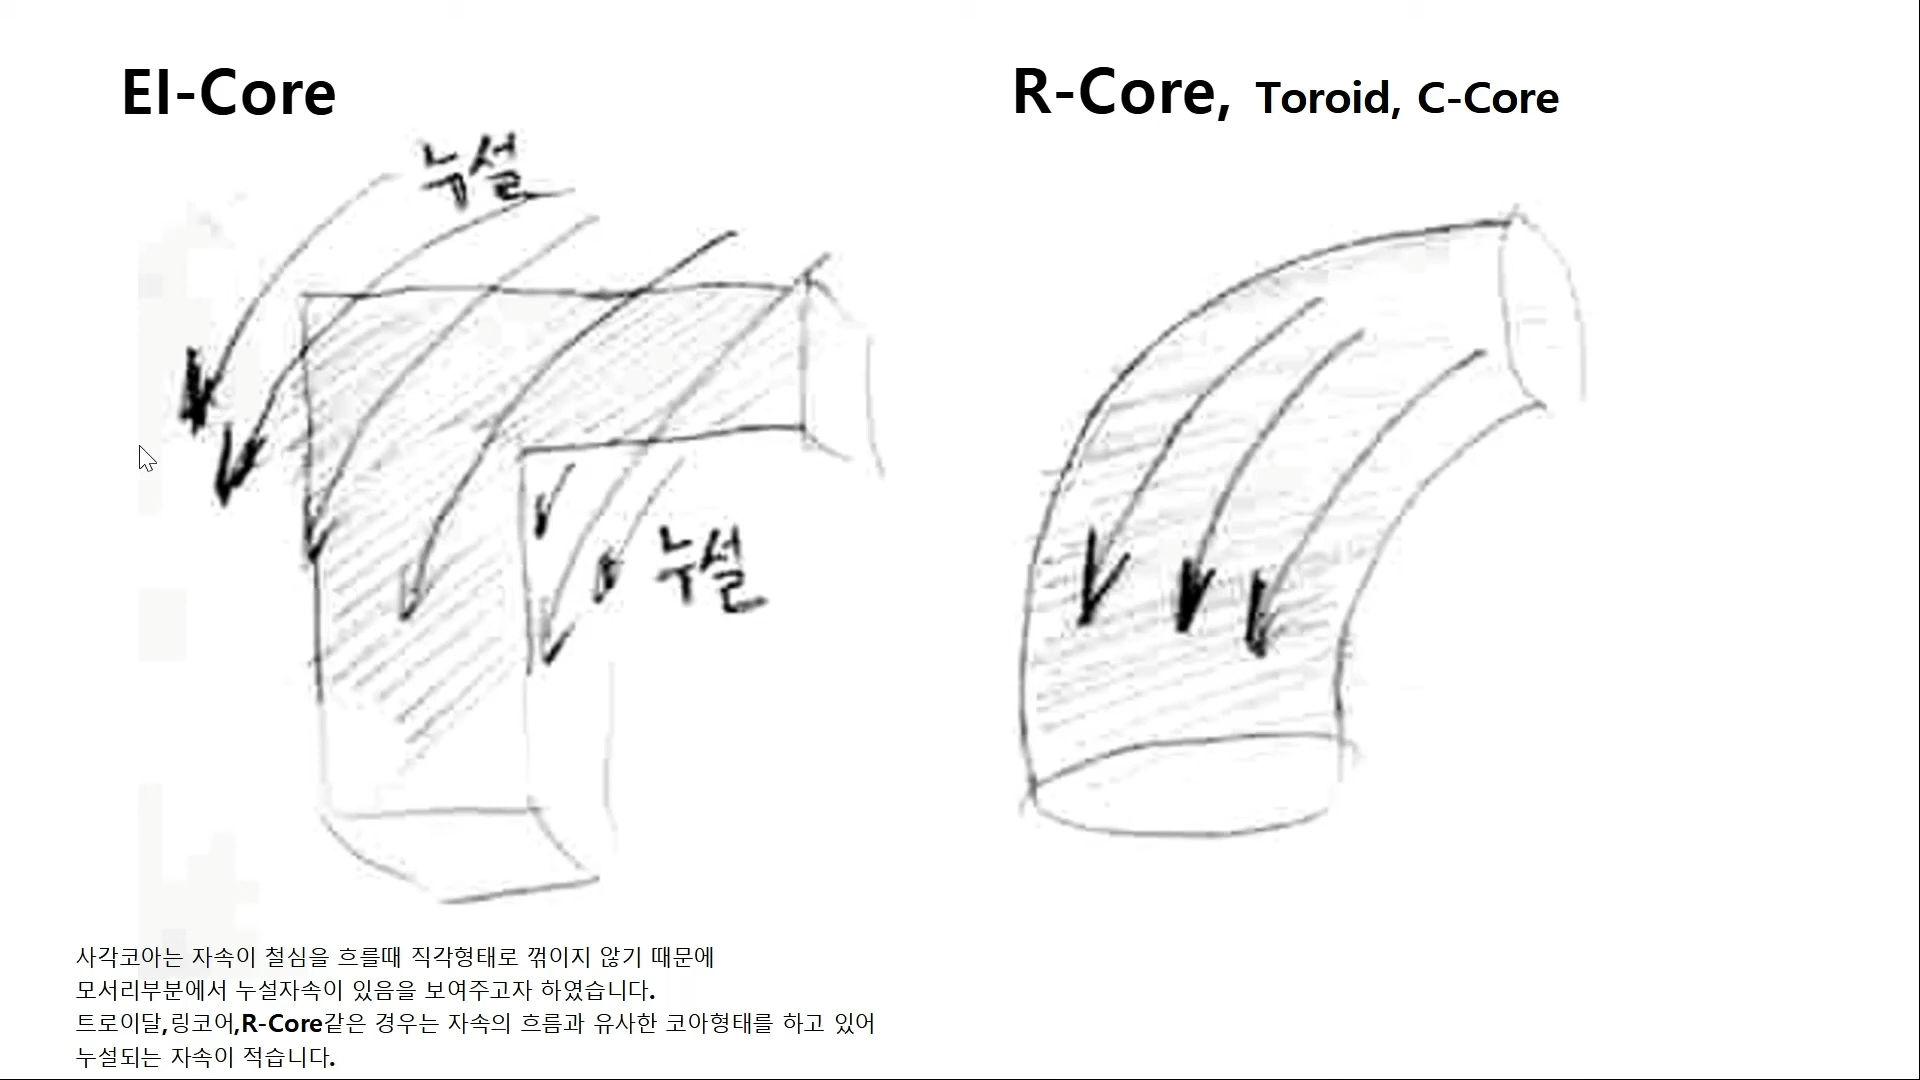 EI-Core
R-Core, Toroid, C-Core
누설
누설
사각코아는 자속이 철심을 흐를때 직각형태로 꺾이지 않기 때문에
모서리부분에서 누설자속이 있음을 보여주고자 하였습니다.
트로이달,링코어,R-Core같은 경우는 자속의 흐름과 유사한 코아형태를 하고 있어
누설되는 자속이 적습니다.